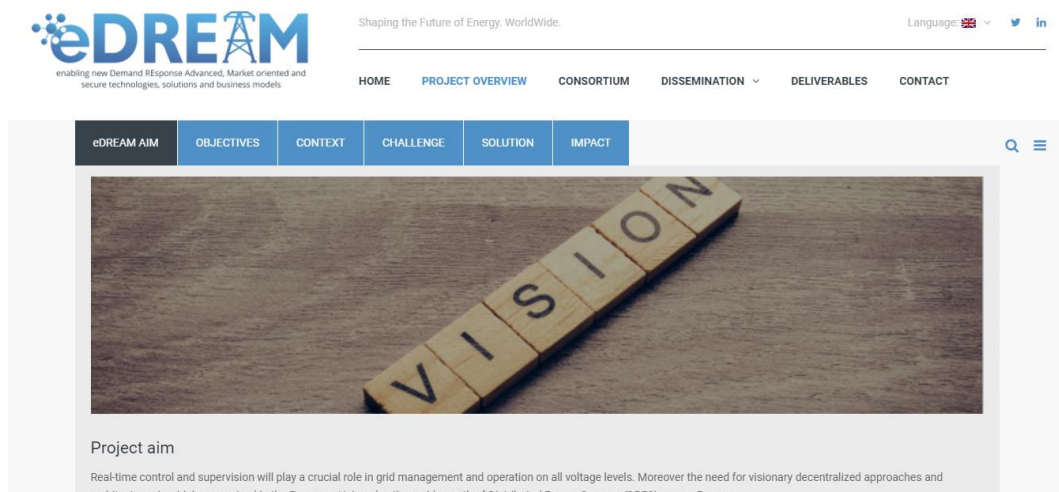 eDREAM
enabling new Demand REsponse Advanced, Market oriented and
secure technologies, solutions and business models
Shaping the Future of Energy. WorldWide.
Language:
HOME PROJECT OVERVIEW CONSORTIUM DISSEMINATION DELIVERABLES CONTACT
eDREAM AIM OBJECTIVES CONTEXT CHALLENGE SOLUTION IMPACT
VISION
Project aim
Real-time control and supervision will play a crucial role in grid management and operation on all voltage levels. Moreover the need for visionary decentralized approaches and